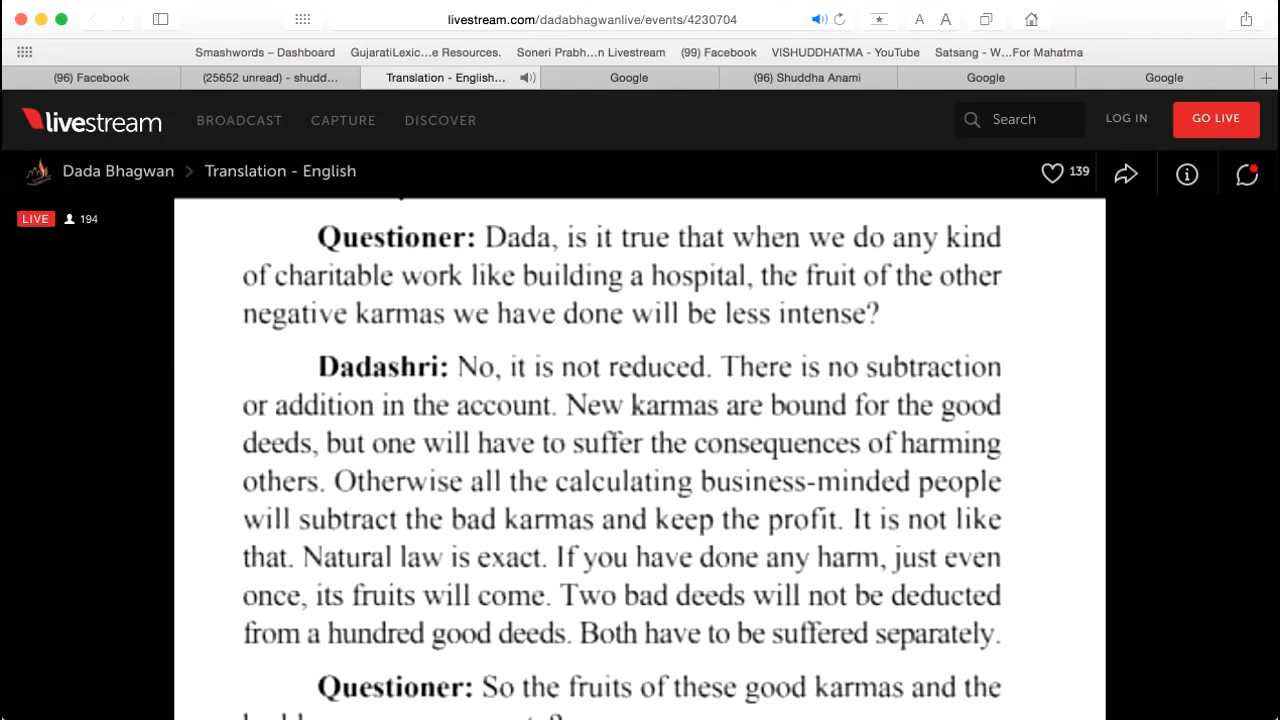 livestream.com/dadabhagwanlive/events/4230704
A A
Smashwords – Dashboard GujaratiLexic...e Resources. Soneri Prabh...n Livestream (99) Facebook VISHUDDHATMA - YouTube Satsang - W...For Mahatma
(96) Facebook (25652 unread) - shudd... Translation - English... Google (96) Shuddha Anami Google Google
livestream BROADCAST CAPTURE DISCOVER Search LOG IN GO LIVE
Dada Bhagwan > Translation - English 139
LIVE 194
Questioner: Dada, is it true that when we do any kind
of charitable work like building a hospital, the fruit of the other
negative karmas we have done will be less intense?
Dadashri: No, it is not reduced. There is no subtraction
or addition in the account. New karmas are bound for the good
deeds, but one will have to suffer the consequences of harming
others. Otherwise all the calculating business-minded people
will subtract the bad karmas and keep the profit. It is not like
that. Natural law is exact. If you have done any harm, just even
once, its fruits will come. Two bad deeds will not be deducted
from a hundred good deeds. Both have to be suffered separately.
Questioner: So the fruits of these good karmas and the